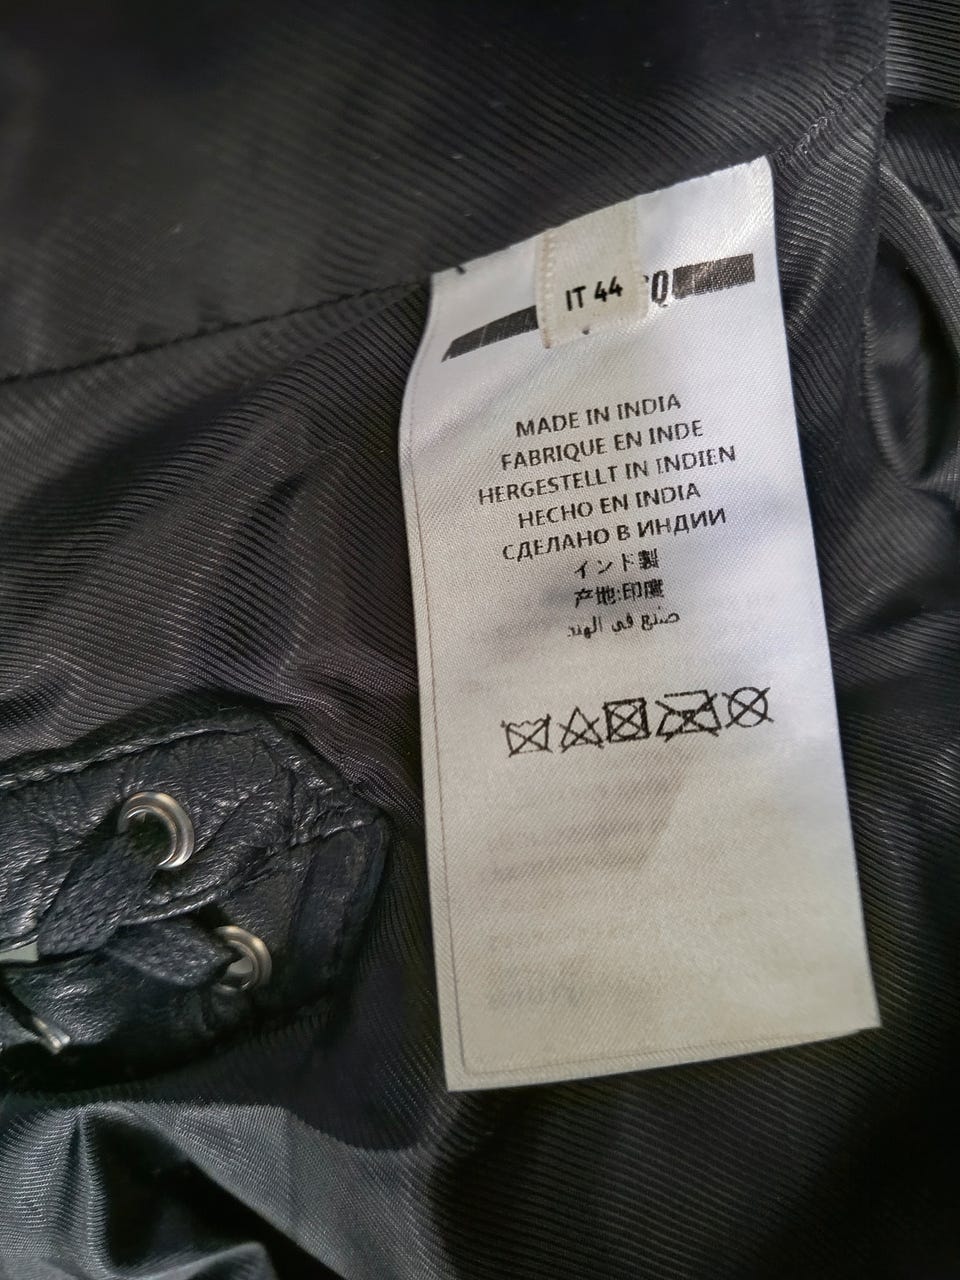 IT 44
MADE IN INDIA
FABRIQUE EN INDE
HERGESTELLT IN INDIEN
HECHO EN INDIA
СДЕЛАНО В ИНДИИ
インド製
产地:印度
صنع في الهند